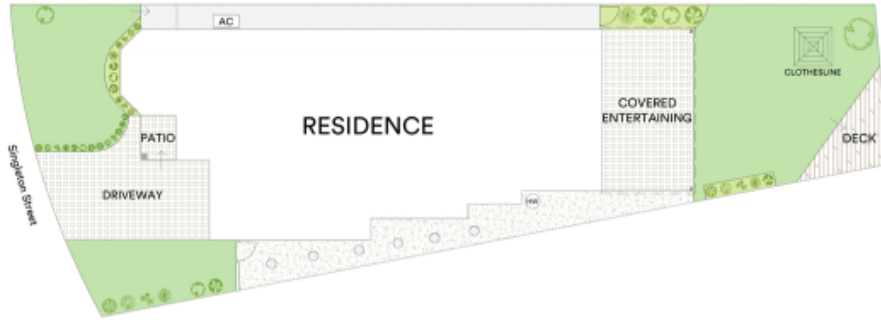 AC
RESIDENCE
COVERED
ENTERTAINING
CLOTHESLINE
PATIO
DECK
Singleton Street
DRIVEWAY
HW